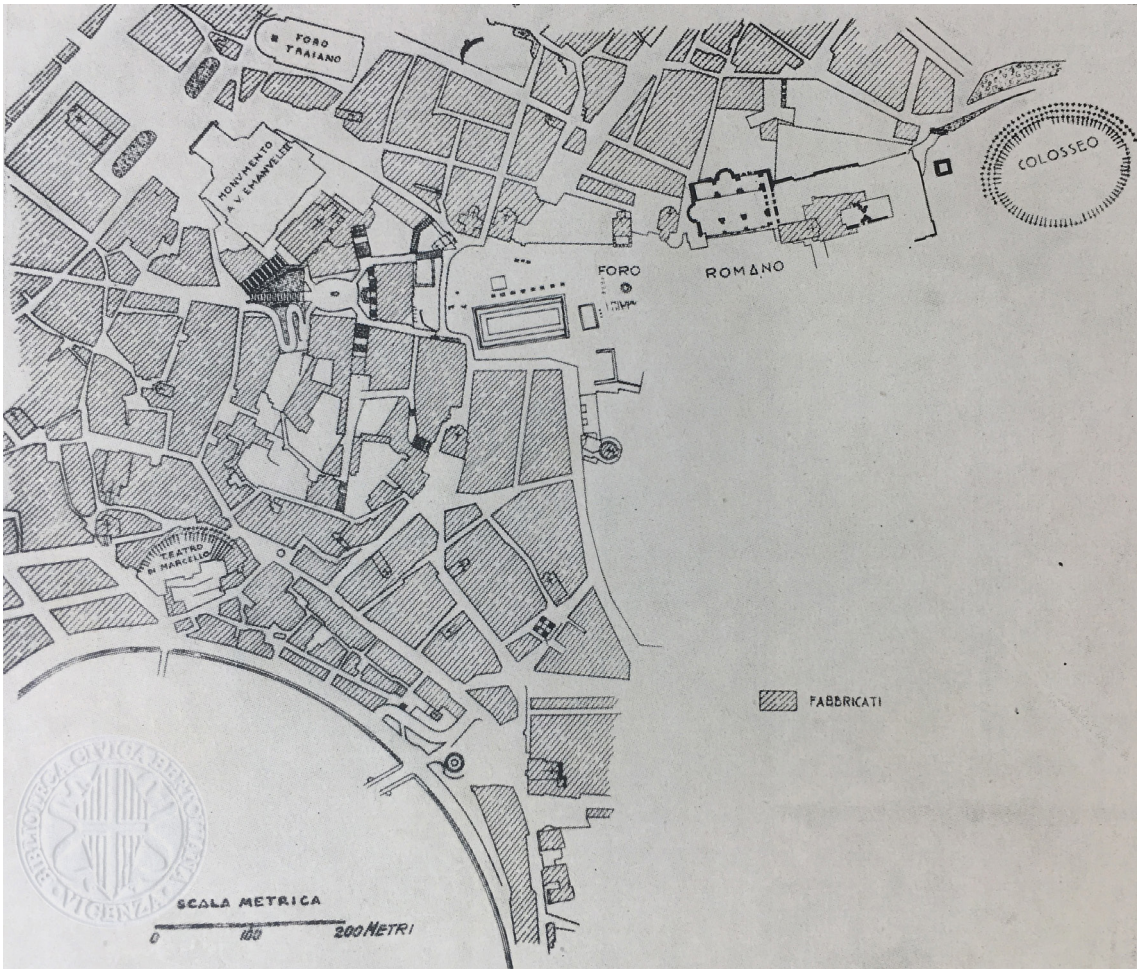 FORO
TRAIANO
MONUMENTO
A V. EMANUELE II
COLOSSEO
FORO
ROMANO
TEATRO
DI MARCELLO
FABBRICATI
BIBLIOTECA CIVICA BERTOLIANA
VICENZA
SCALA METRICA
0 100 200 METRI